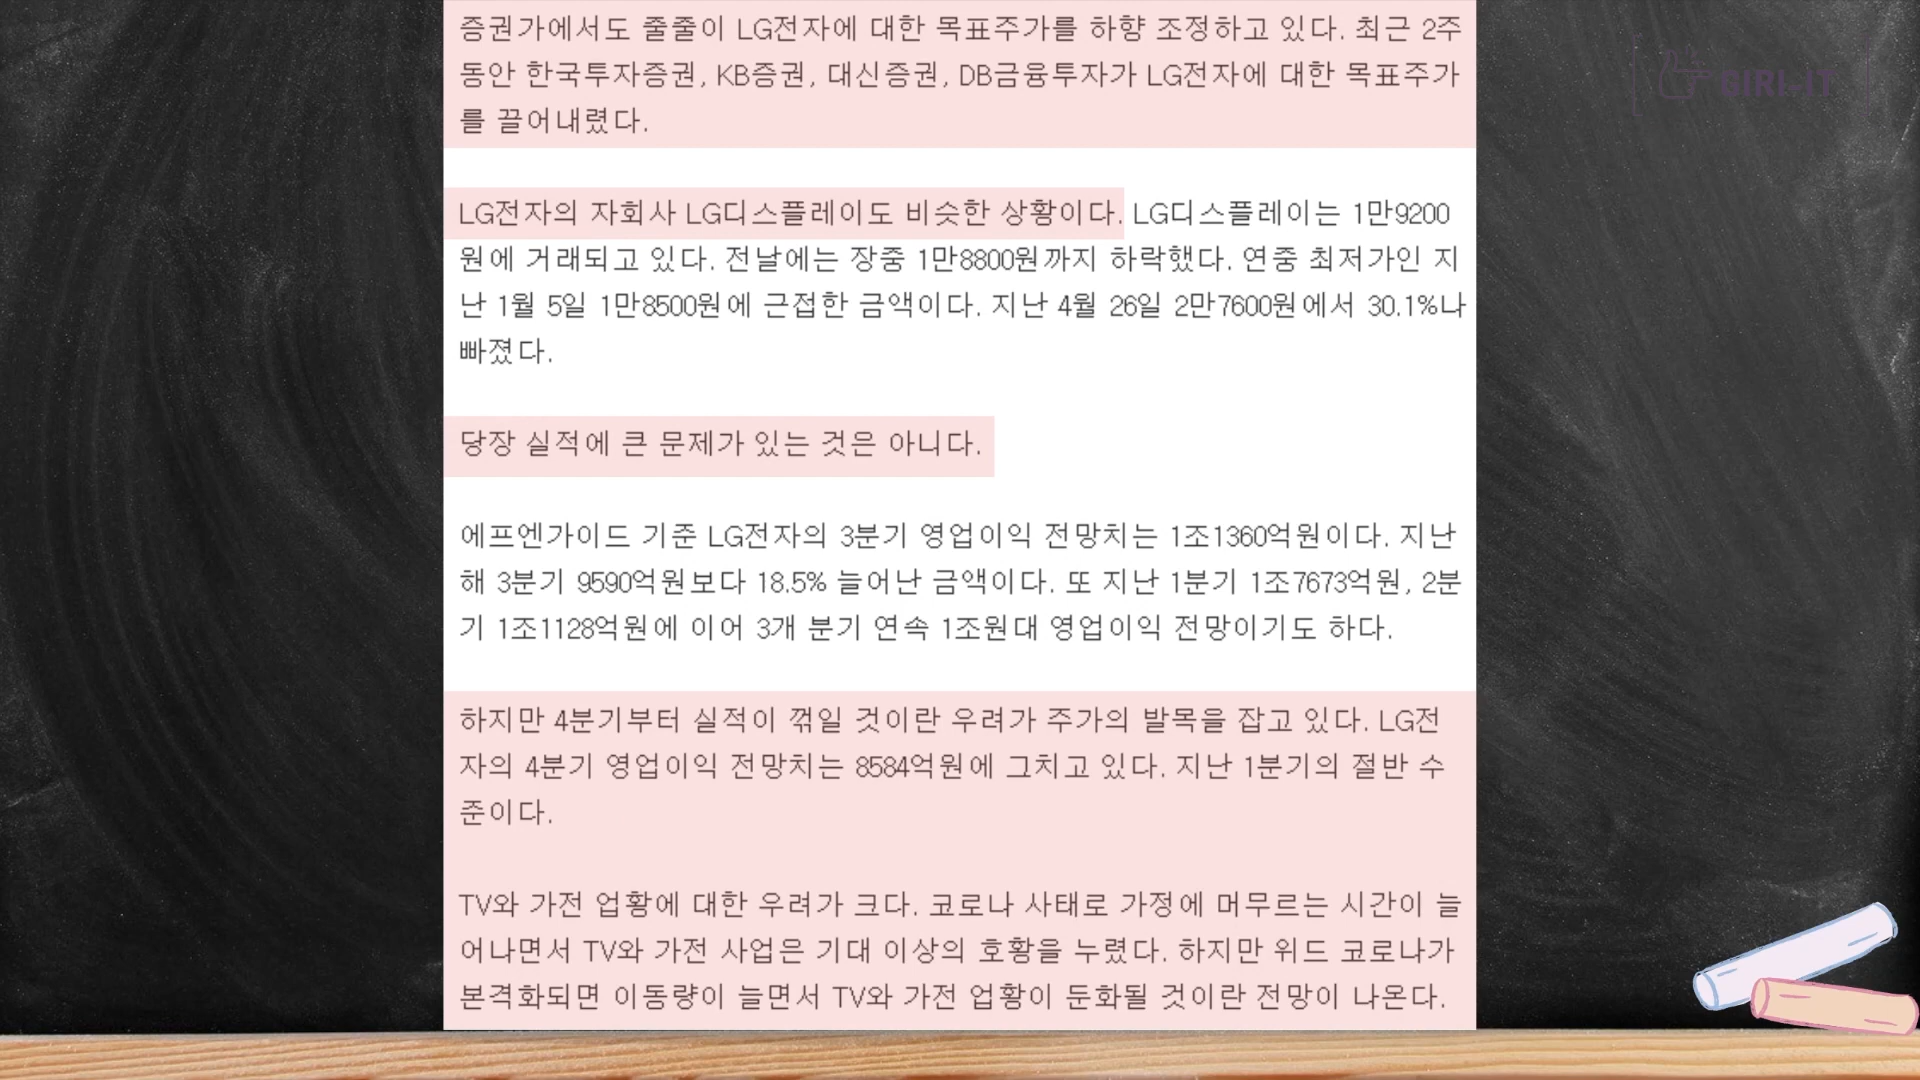 증권가에서도 줄줄이 LG전자에 대한 목표주가를 하향 조정하고 있다. 최근 2주
동안 한국투자증권, KB증권, 대신증권, DB금융투자가 LG전자에 대한 목표주가
를 끌어내렸다.
GIRL-IT
LG전자의 자회사 LG디스플레이도 비슷한 상황이다. LG디스플레이는 1만9200
원에 거래되고 있다. 전날에는 장중 1만8800원까지 하락했다. 연중 최저가인 지
난 1월 5일 1만8500원에 근접한 금액이다. 지난 4월 26일 2만7600원에서 30.1%나
빠졌다.
당장 실적에 큰 문제가 있는 것은 아니다.
에프엔가이드 기준 LG전자의 3분기 영업이익 전망치는 1조1360억원이다. 지난
해 3분기 9590억원보다 18.5% 늘어난 금액이다. 또 지난 1분기 1조7673억원, 2분
기 1조1128억원에 이어 3개 분기 연속 1조원대 영업이익 전망이기도 하다.
하지만 4분기부터 실적이 꺾일 것이란 우려가 주가의 발목을 잡고 있다. LG전
자의 4분기 영업이익 전망치는 8584억원에 그치고 있다. 지난 1분기의 절반 수
준이다.
TV와 가전 업황에 대한 우려가 크다. 코로나 사태로 가정에 머무르는 시간이 늘
어나면서 TV와 가전 사업은 기대 이상의 호황을 누렸다. 하지만 위드 코로나가
본격화되면 이동량이 늘면서 TV와 가전 업황이 둔화될 것이란 전망이 나온다.